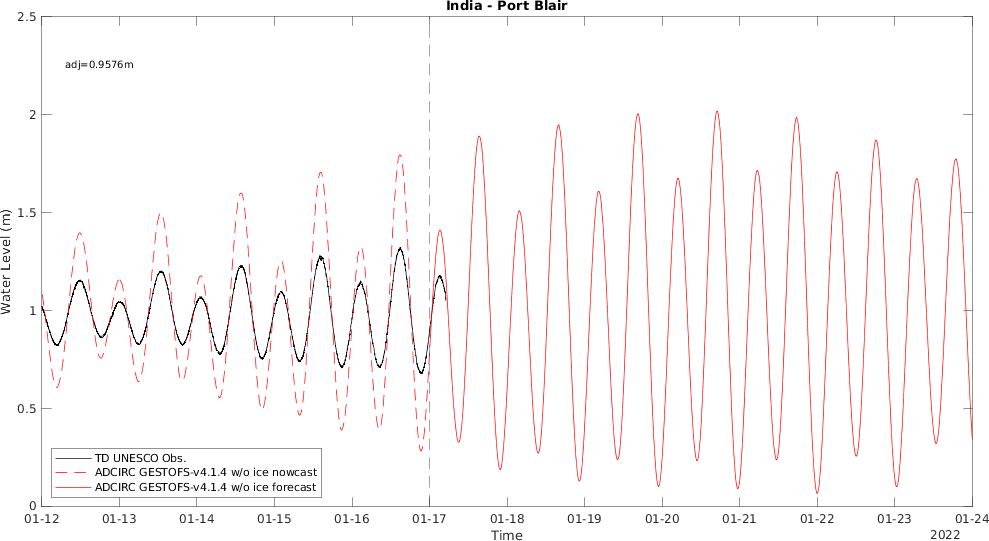 India - Port Blair
2.5
2
1.5
1
0.5
0
Water Level (m)
adj=0.9576m
TD UNESCO Obs.
ADCIRC GESTOFS-v4.1.4 w/o ice nowcast
ADCIRC GESTOFS-v4.1.4 w/o ice forecast
01-12 01-13 01-14 01-15 01-16 01-17 01-18 01-19 01-20 01-21 01-22 01-23 01-24
Time
2022